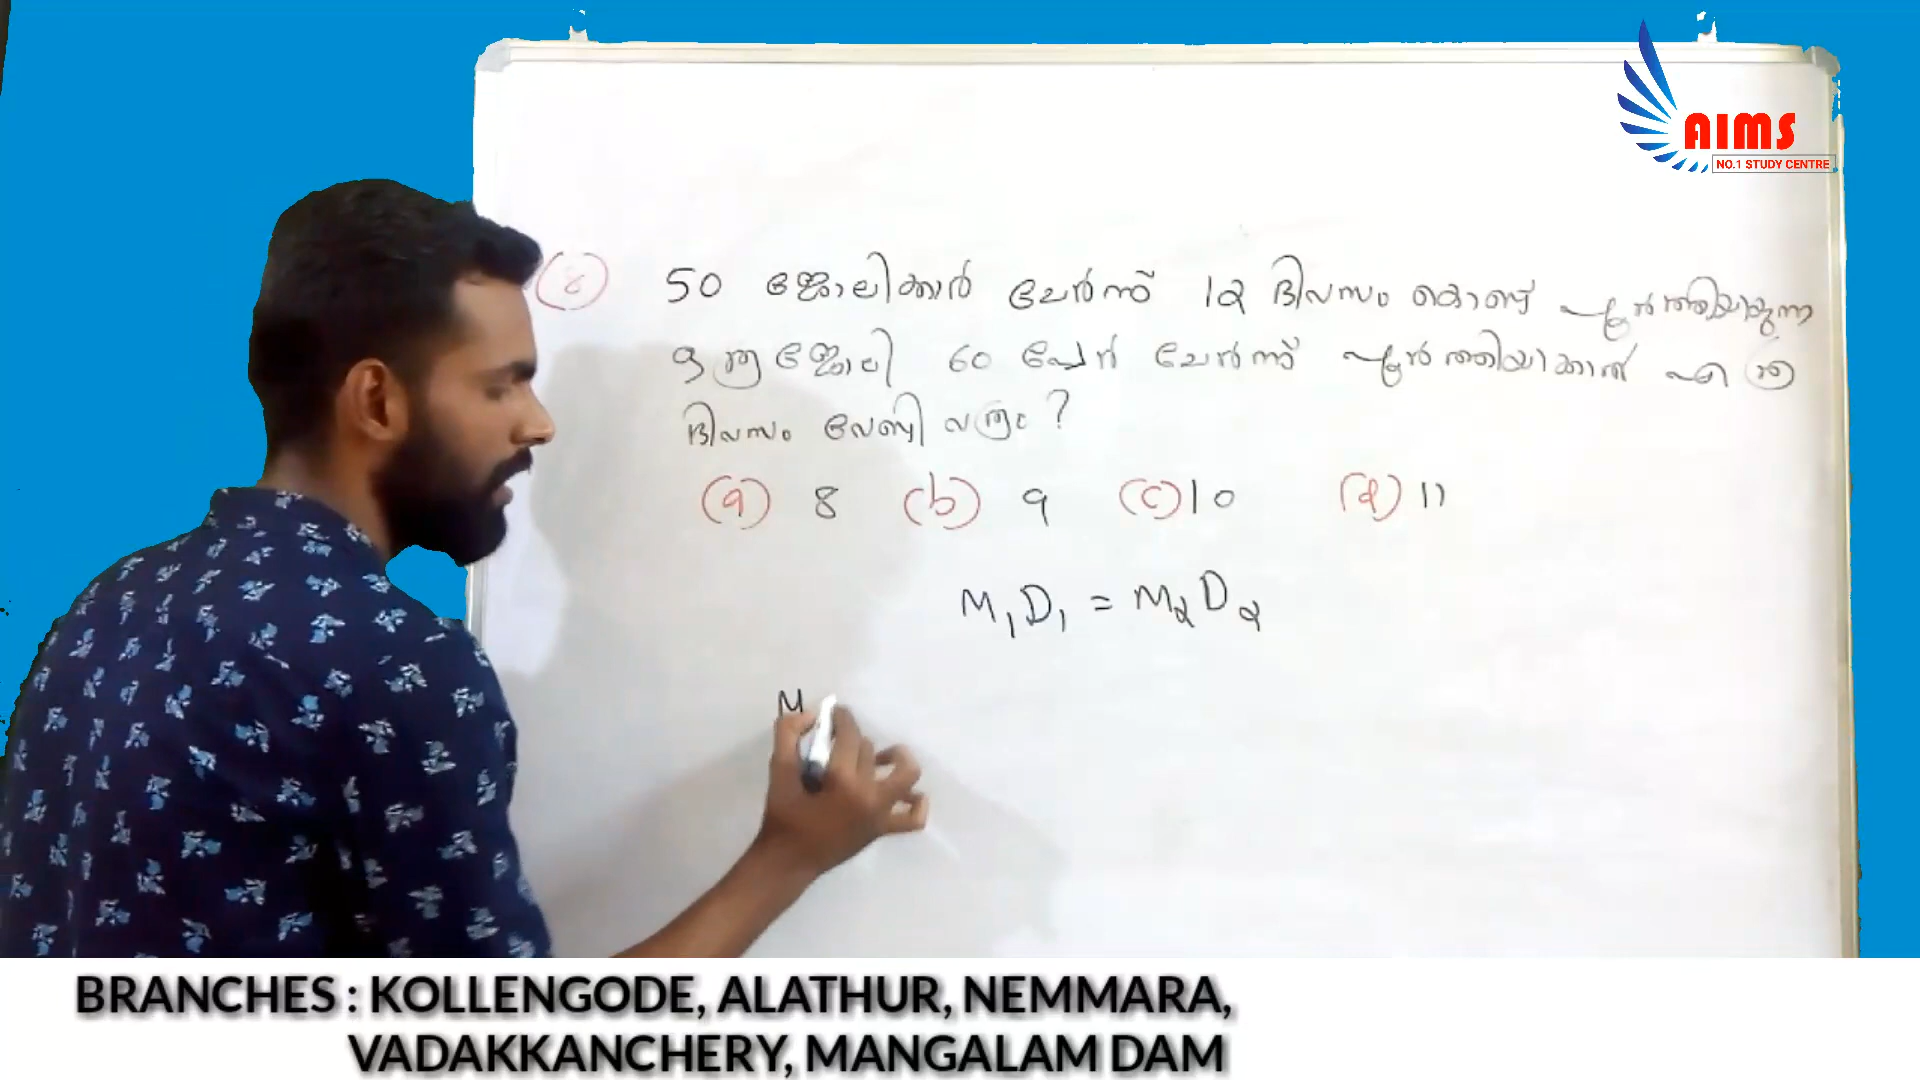 AIMS
NO.1 STUDY CENTRE
(8) 50 ജോലിക്കാർ ചേർന്ന് 12 ദിവസം കൊണ്ട് പൂർത്തിയാവുന്ന
ഒരു ജോലി 60 പേർ ചേർന്ന് പൂർത്തിയാക്കാൻ എത്ര
ദിവസം വേണ്ടി വരും?
(a) 8 (b) 9 (c) 10 (d) 11
M₁D₁ = M₂D₂
M
BRANCHES : KOLLENGODE, ALATHUR, NEMMARA,
VADAKKANCHERY, MANGALAM DAM